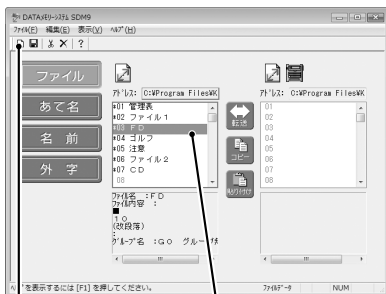 DATAﾒﾓﾘｰｼｽﾃﾑ SDM9
ﾌｧｲﾙ(F) 編集(E) 表示(V) ﾍﾙﾌﾟ(H)
ファイル
あて名
名前
外字
ｱﾄﾞﾚｽ: C:¥Program Files¥K
*01 管理表
*02 ファイル1
*03 FD
*04 ゴルフ
*05 注意
*06 ファイル2
*07 CD
08
ﾌｧｲﾙ名 :FD
ﾌｧｲﾙ内容 :
■
10
(改段落)
:
ｸﾞﾙｰﾌﾟ名 :GO グループﾁ
転送
コピー
貼り付け
ｱﾄﾞﾚｽ: C:¥Program Files¥K
01
02
03
04
05
06
07
08
を表示するには [F1] を押してください。
ﾌｧｲﾙﾃﾞｰﾀ
NUM